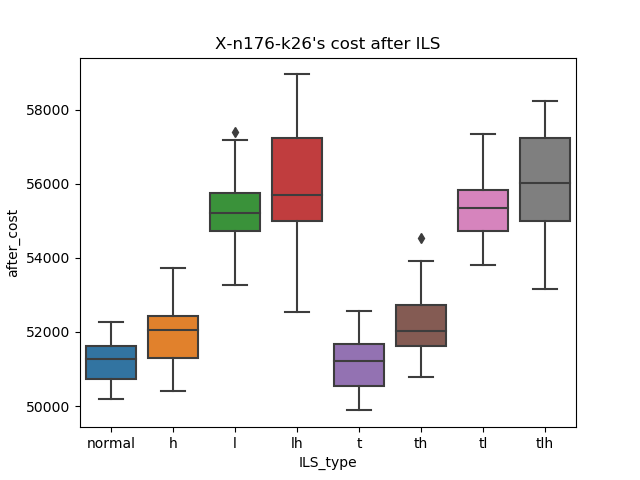 X-n176-k26's cost after ILS
after_cost
58000
56000
54000
52000
50000
normal h l lh t th tl tlh
ILS_type